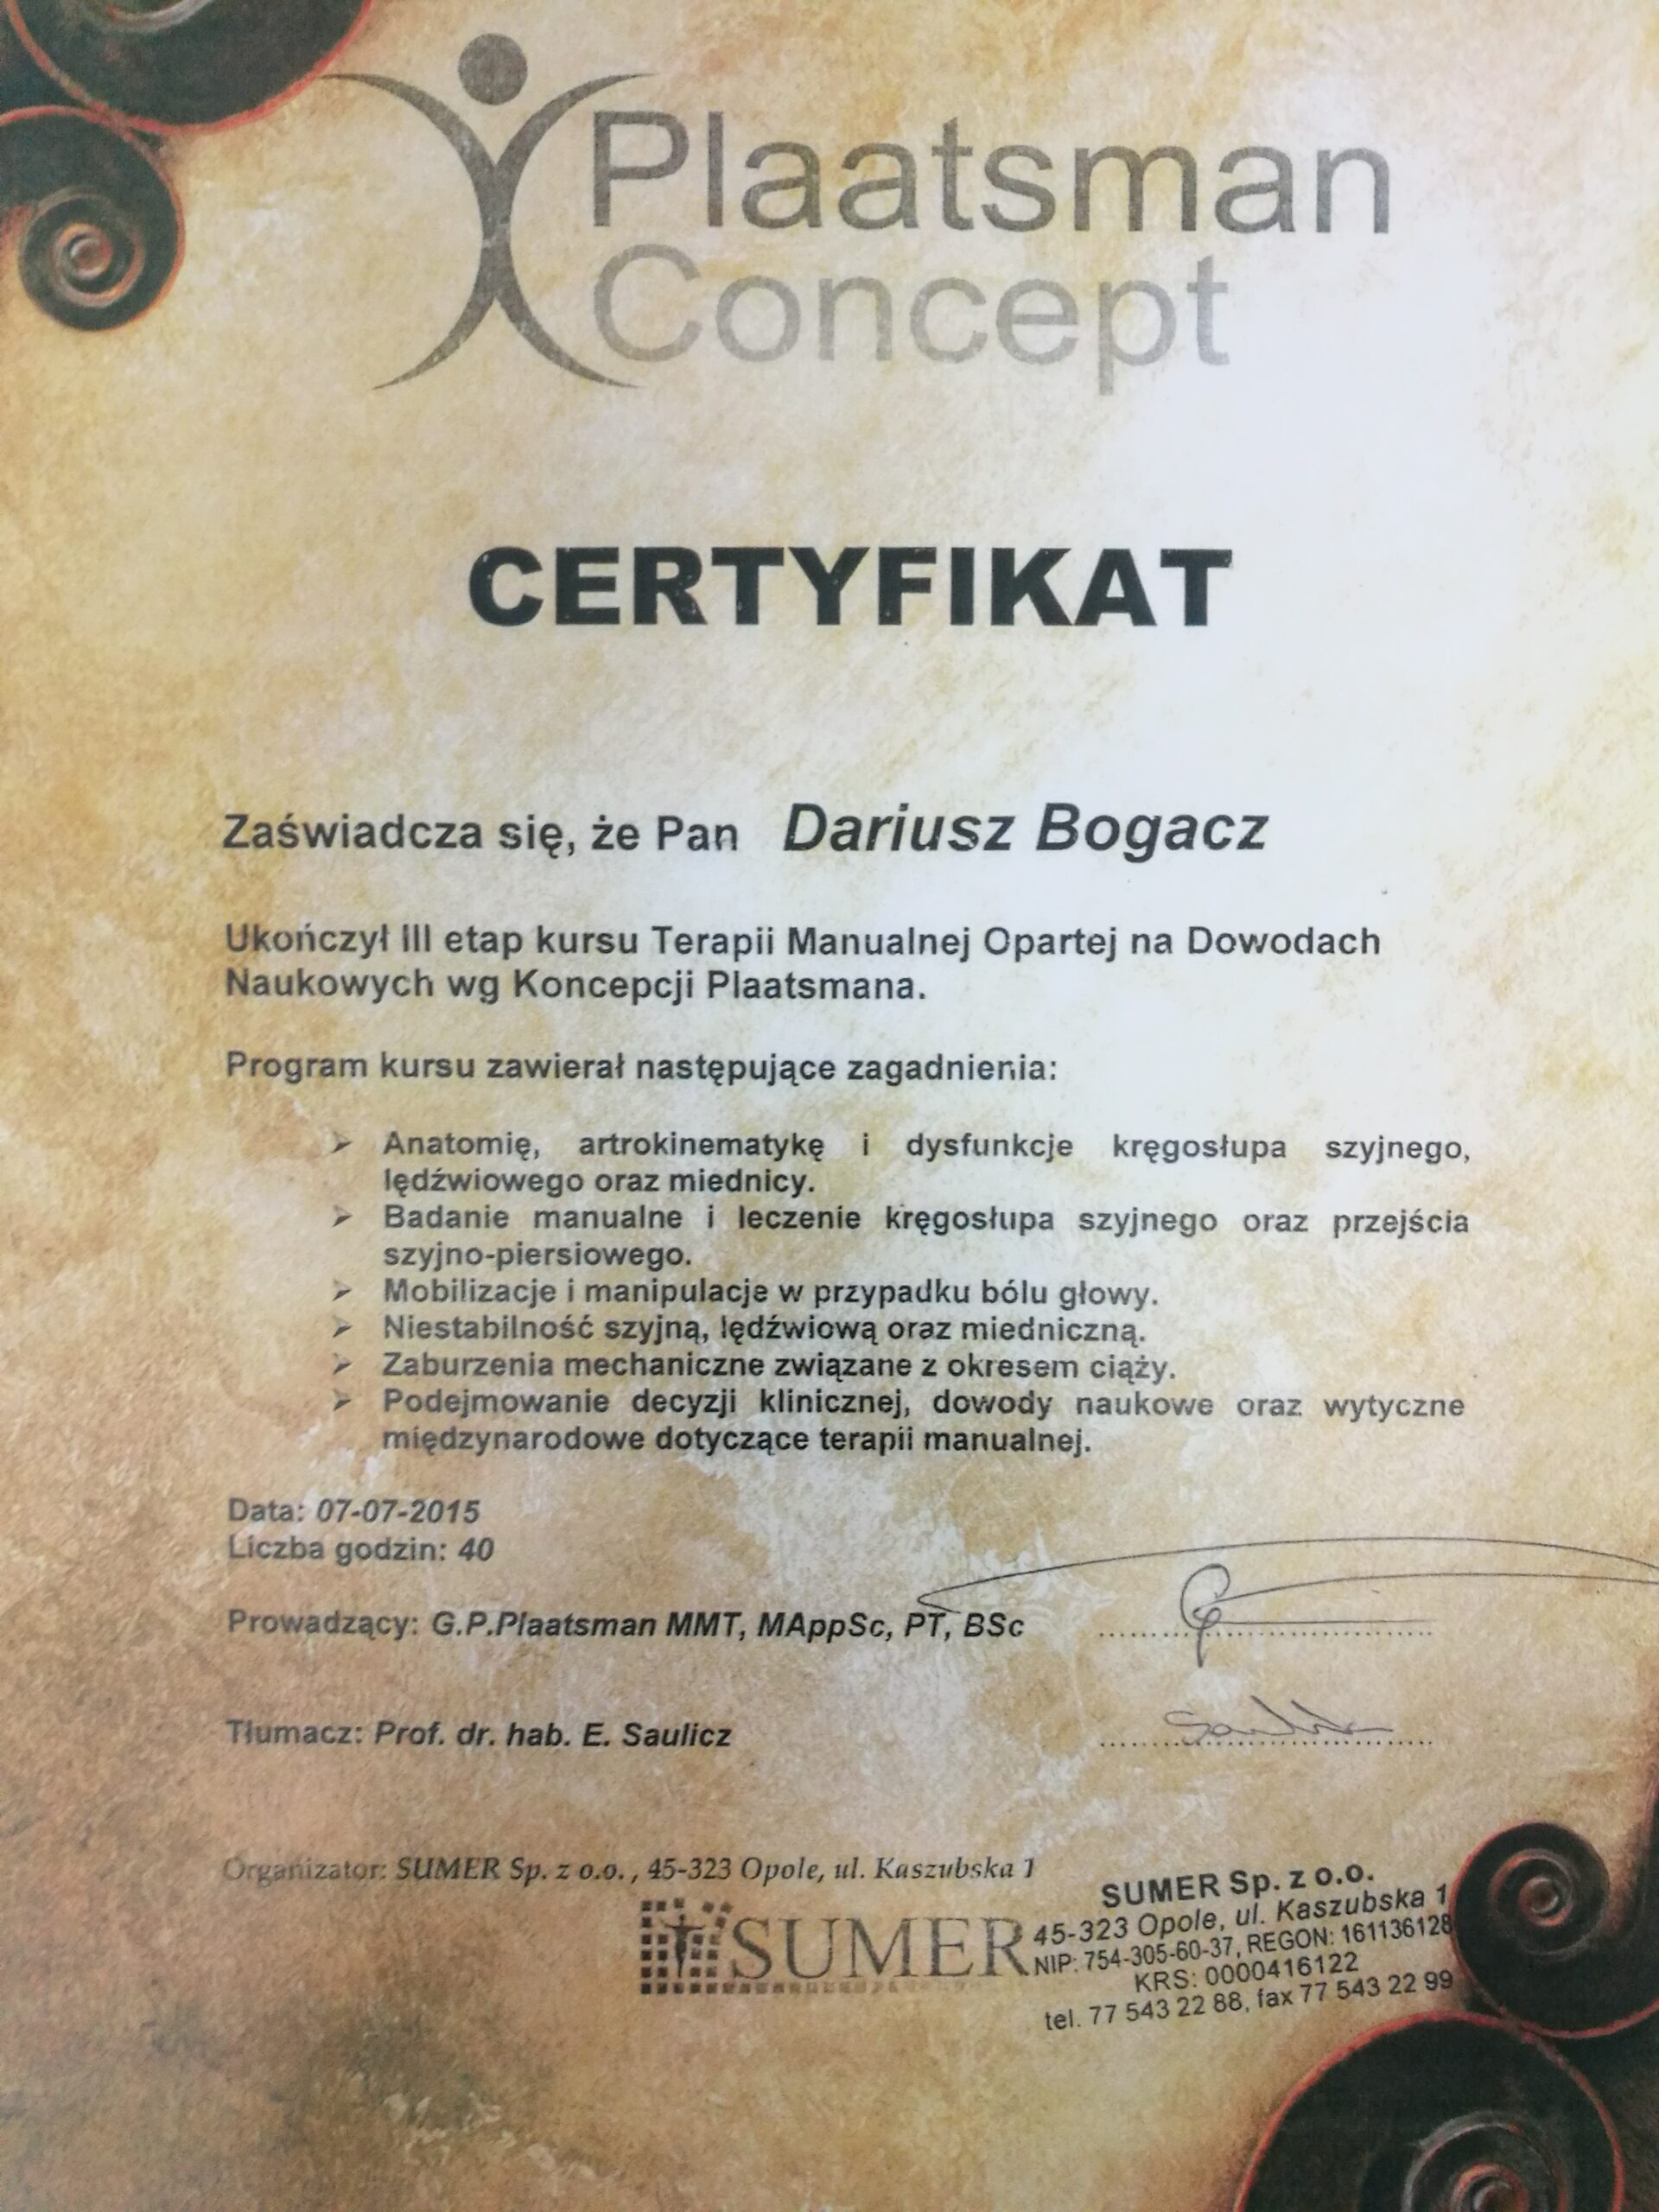 Plaatsman
Concept
CERTYFIKAT
Zaświadcza się, że Pan Dariusz Bogacz
Ukończył III etap kursu Terapii Manualnej Opartej na Dowodach
Naukowych wg Koncepcji Plaatsmana.
Program kursu zawierał następujące zagadnienia:
➢ Anatomię, artrokinematykę i dysfunkcje kręgosłupa szyjnego,
lędźwiowego oraz miednicy.
➢ Badanie manualne i leczenie kręgosłupa szyjnego oraz przejścia
szyjno-piersiowego.
➢ Mobilizacje i manipulacje w przypadku bólu głowy.
➢ Niestabilność szyjną, lędźwiową oraz miedniczną.
➢ Zaburzenia mechaniczne związane z okresem ciąży.
➢ Podejmowanie decyzji klinicznej, dowody naukowe oraz wytyczne
międzynarodowe dotyczące terapii manualnej.
Data: 07-07-2015
Liczba godzin: 40
Prowadzący: G.P.Plaatsman MMT, MAppSc, PT, BSc
Tłumacz: Prof. dr. hab. E. Saulicz
Organizator: SUMER Sp. z o.o. , 45-323 Opole, ul. Kaszubska 1
SUMER
SUMER Sp. z o.o.
45-323 Opole, ul. Kaszubska 1
NIP: 754-305-60-37, REGON: 161136128
KRS: 0000416122
tel. 77 543 22 88, fax 77 543 22 99